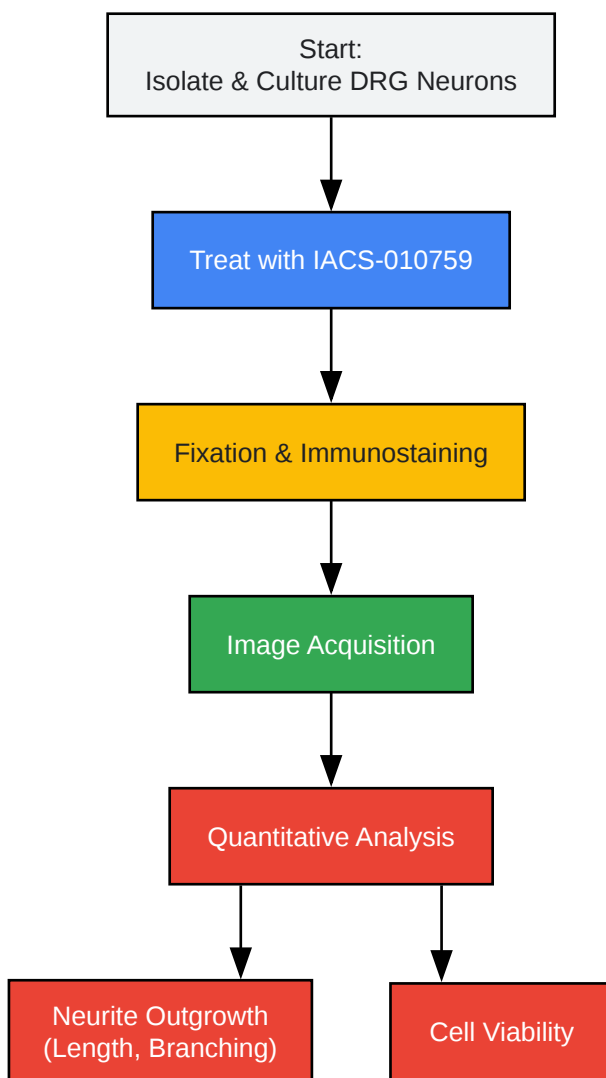 Start:
Isolate & Culture DRG Neurons
Treat with IACS-010759
Fixation & Immunostaining
Image Acquisition
Quantitative Analysis
Neurite Outgrowth
(Length, Branching)
Cell Viability